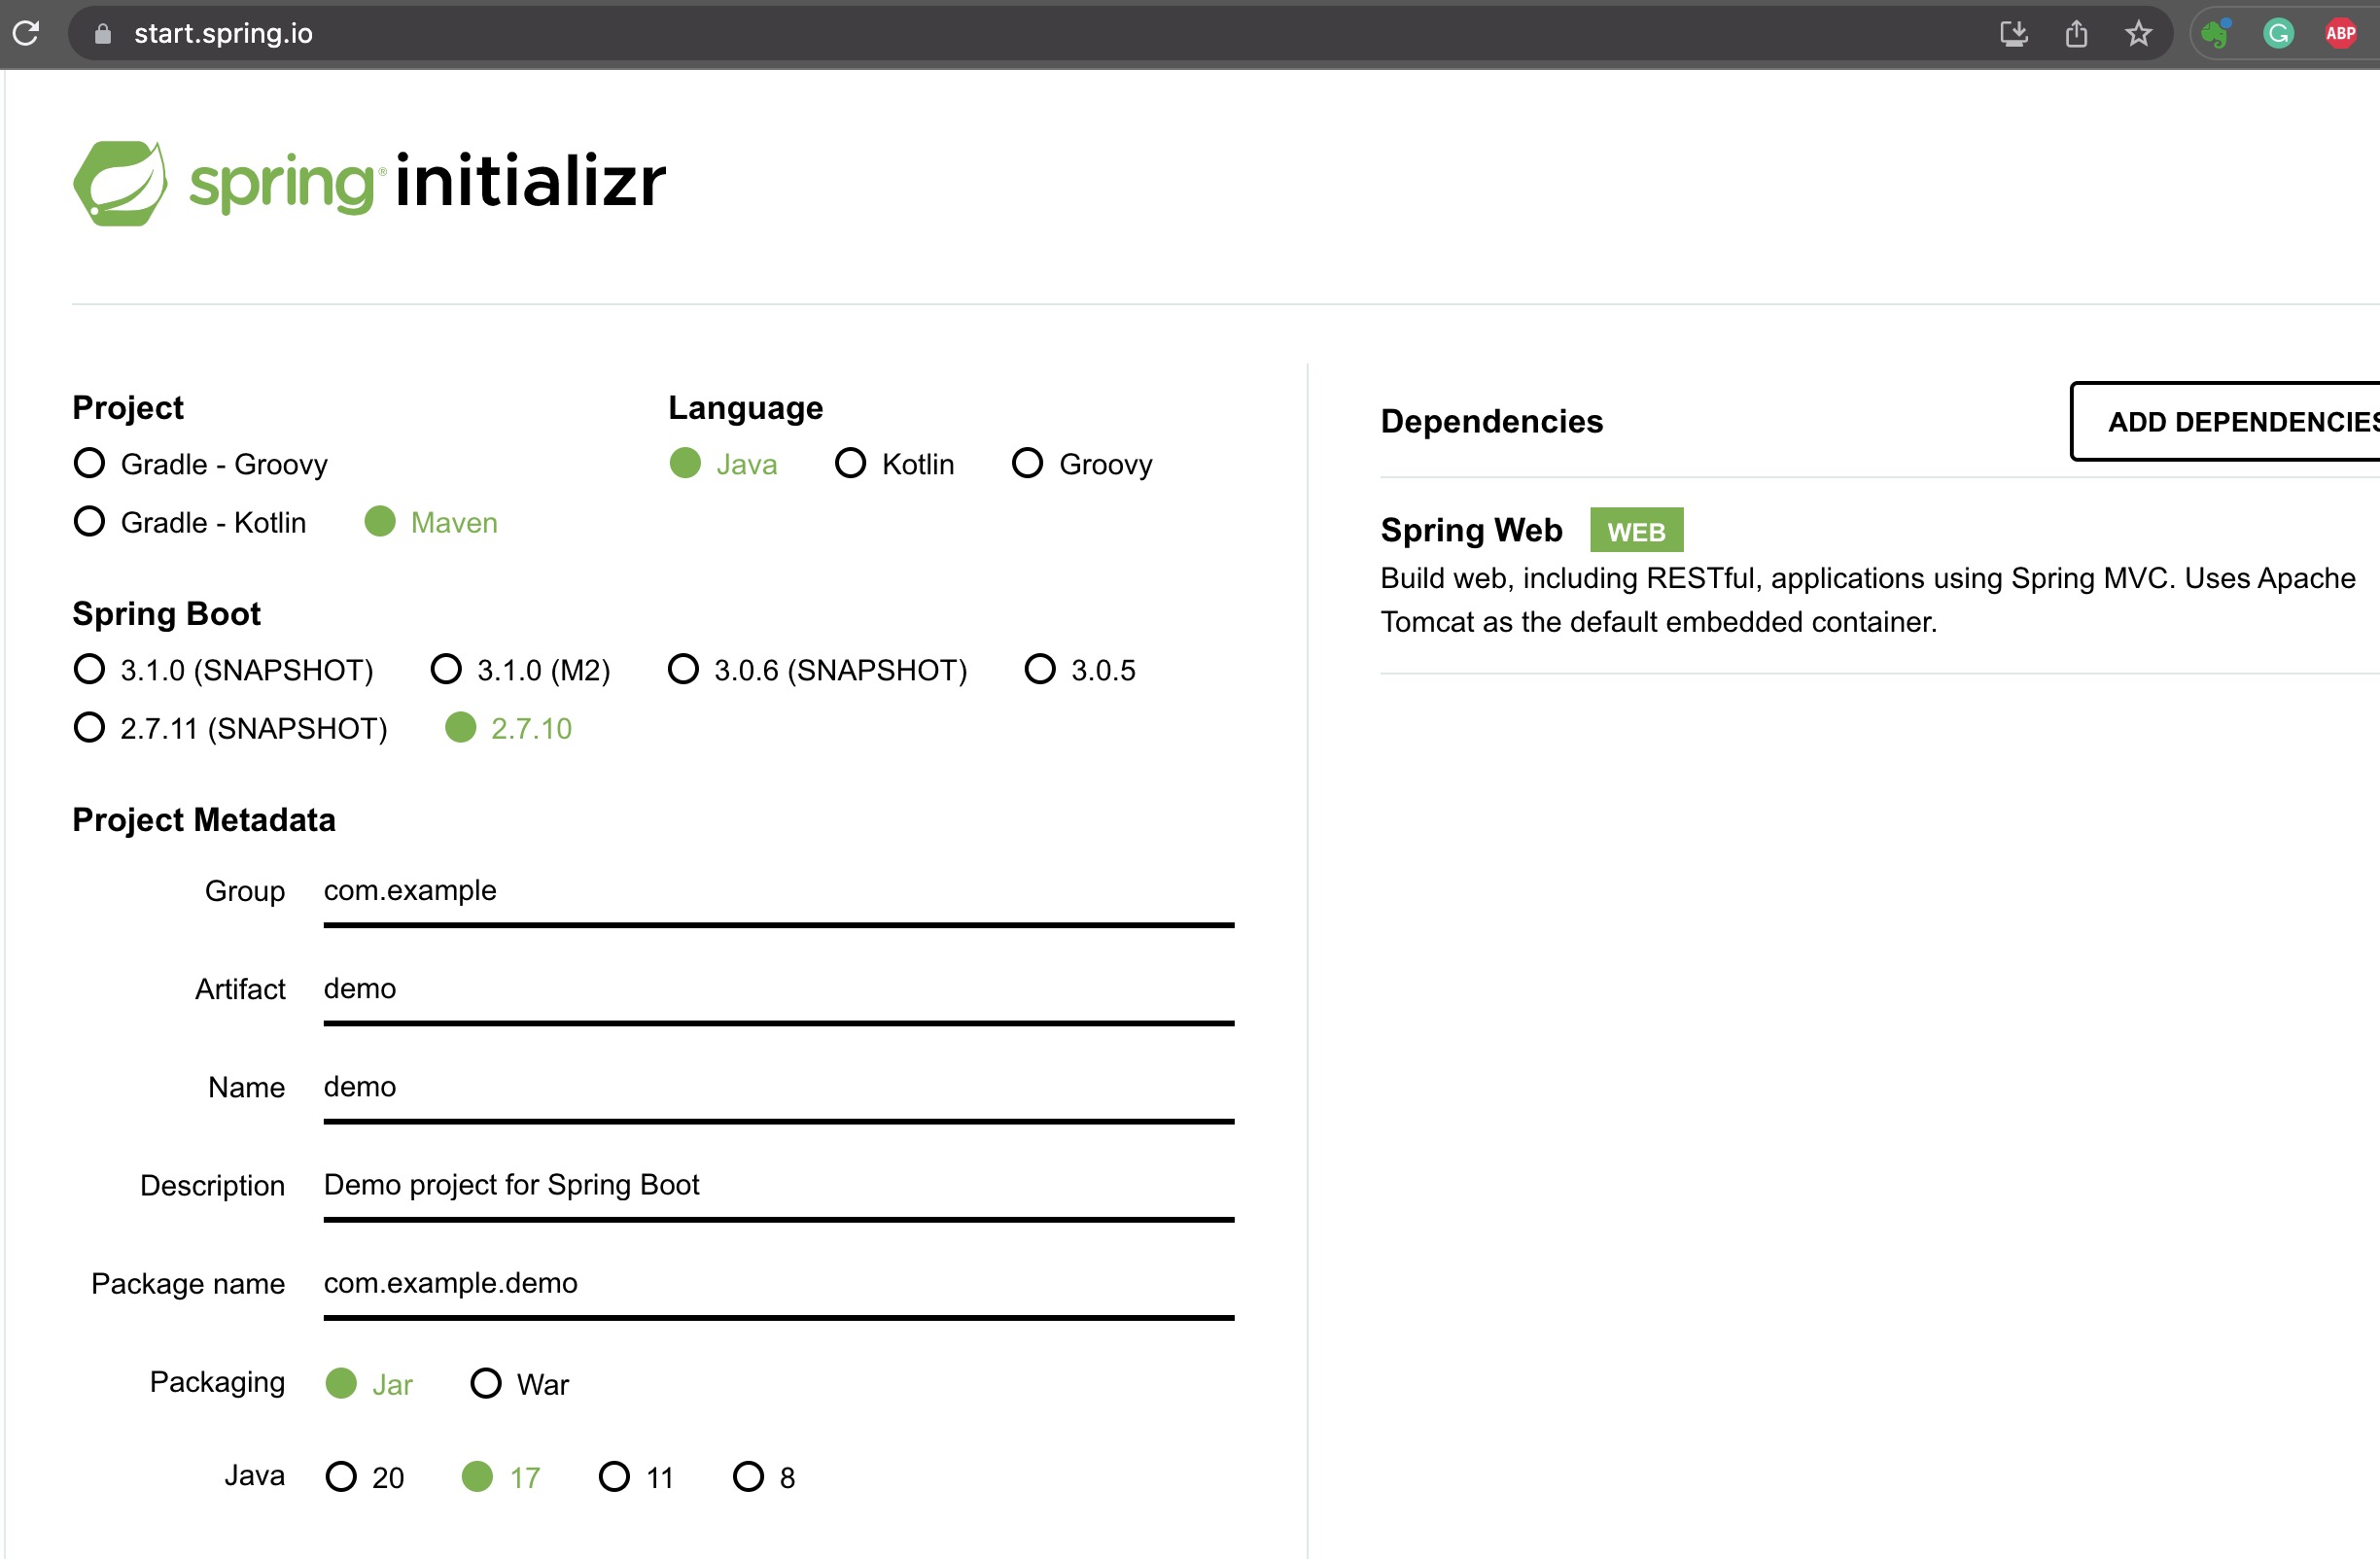 start.spring.io
ABP
spring® initializr
Project
Gradle - Groovy
Gradle - Kotlin Maven
Language
Java Kotlin Groovy
Spring Boot
3.1.0 (SNAPSHOT) 3.1.0 (M2) 3.0.6 (SNAPSHOT) 3.0.5
2.7.11 (SNAPSHOT) 2.7.10
Project Metadata
Group com.example
Artifact demo
Name demo
Description Demo project for Spring Boot
Package name com.example.demo
Packaging Jar War
Java 20 17 11 8
Dependencies ADD DEPENDENCIES
Spring Web WEB
Build web, including RESTful, applications using Spring MVC. Uses Apache
Tomcat as the default embedded container.